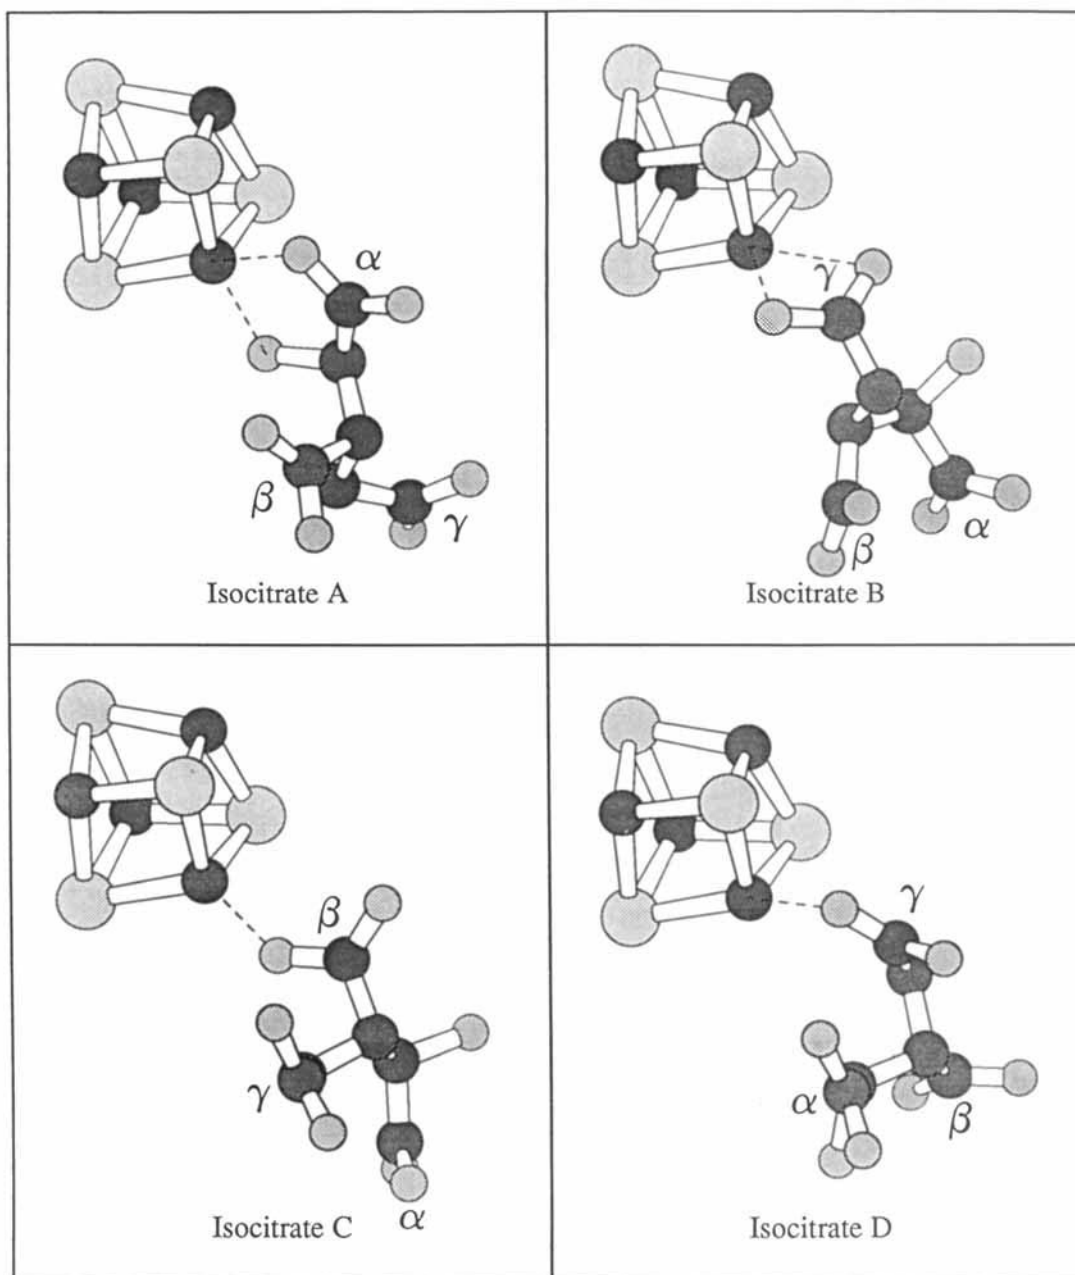 α
β
γ
Isocitrate A
γ
α
β
Isocitrate B
β
γ
α
Isocitrate C
γ
α
β
Isocitrate D